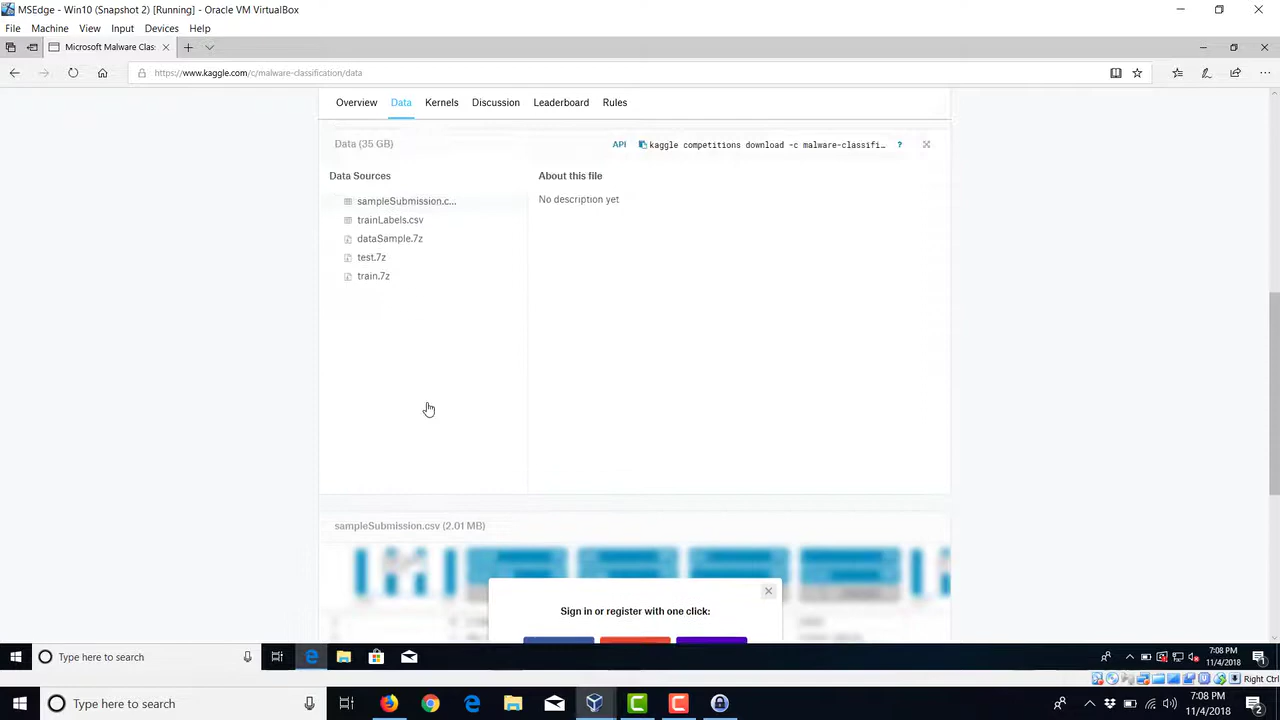 MSEdge - Win10 (Snapshot 2) [Running] - Oracle VM VirtualBox
File Machine View Input Devices Help
Microsoft Malware Clas
https://www.kaggle.com/c/malware-classification/data
Overview Data Kernels Discussion Leaderboard Rules
Data (35 GB)
API kaggle competitions download -c malware-classifi… ?
Data Sources
About this file
sampleSubmission.c...
No description yet
trainLabels.csv
dataSample.7z
test.7z
train.7z
sampleSubmission.csv (2.01 MB)
Sign in or register with one click:
Type here to search
7:08 PM
11/4/2018
Right Ctrl
Type here to search
7:08 PM
11/4/2018